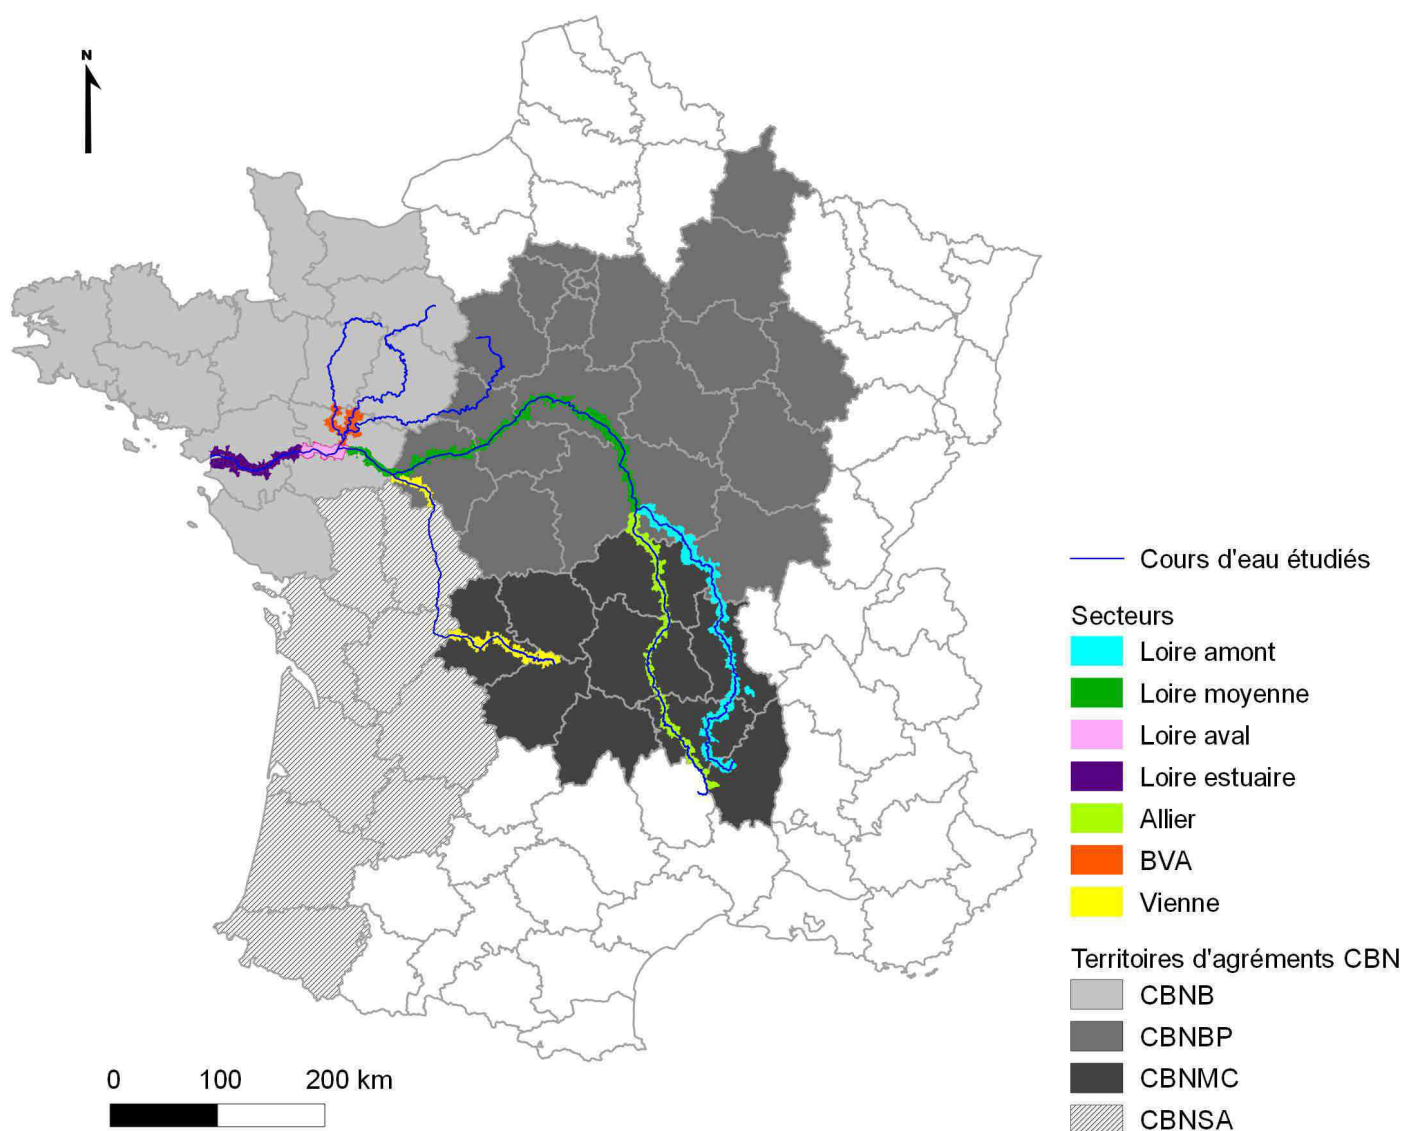 N
Cours d'eau étudiés
Secteurs
Loire amont
Loire moyenne
Loire aval
Loire estuaire
Allier
BVA
Vienne
Territoires d'agréments CBN
CBNB
CBNBP
CBNMC
CBNSA
0 100 200 km